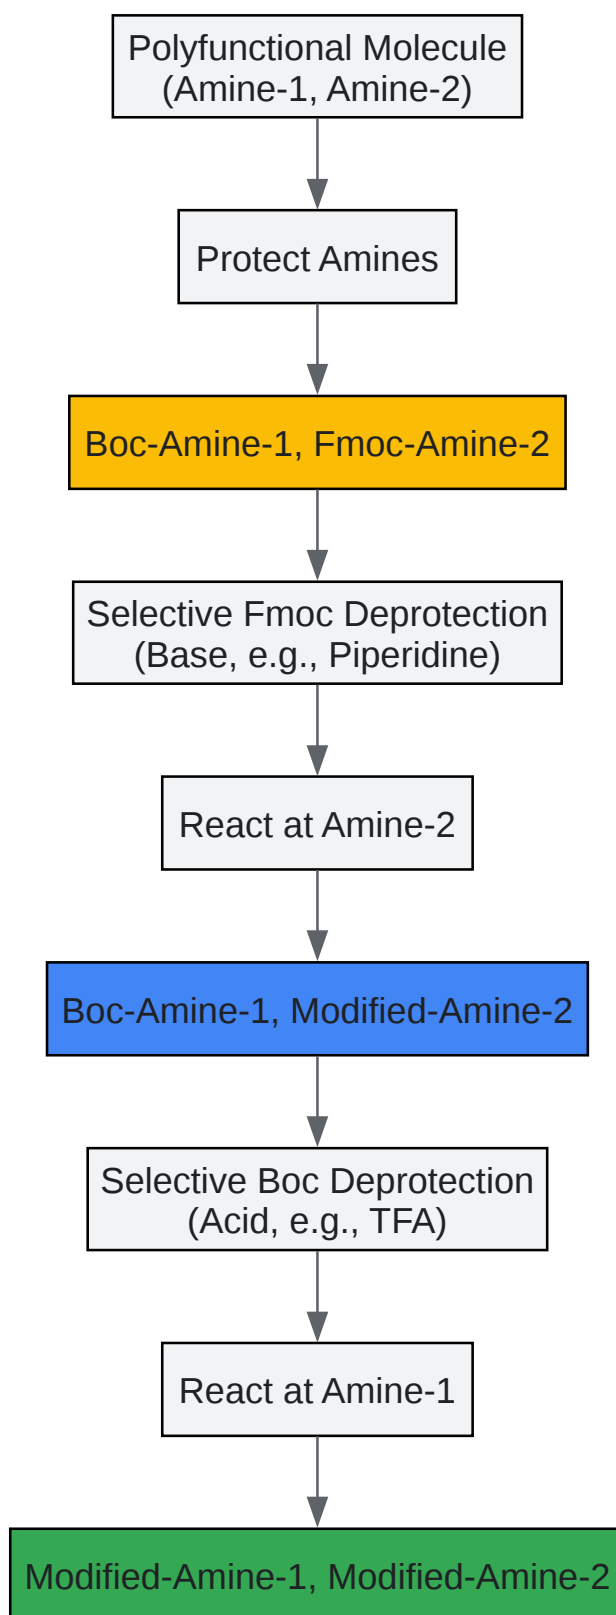 Polyfunctional Molecule
(Amine-1, Amine-2)
Protect Amines
Boc-Amine-1, Fmoc-Amine-2
Selective Fmoc Deprotection
(Base, e.g., Piperidine)
React at Amine-2
Boc-Amine-1, Modified-Amine-2
Selective Boc Deprotection
(Acid, e.g., TFA)
React at Amine-1
Modified-Amine-1, Modified-Amine-2